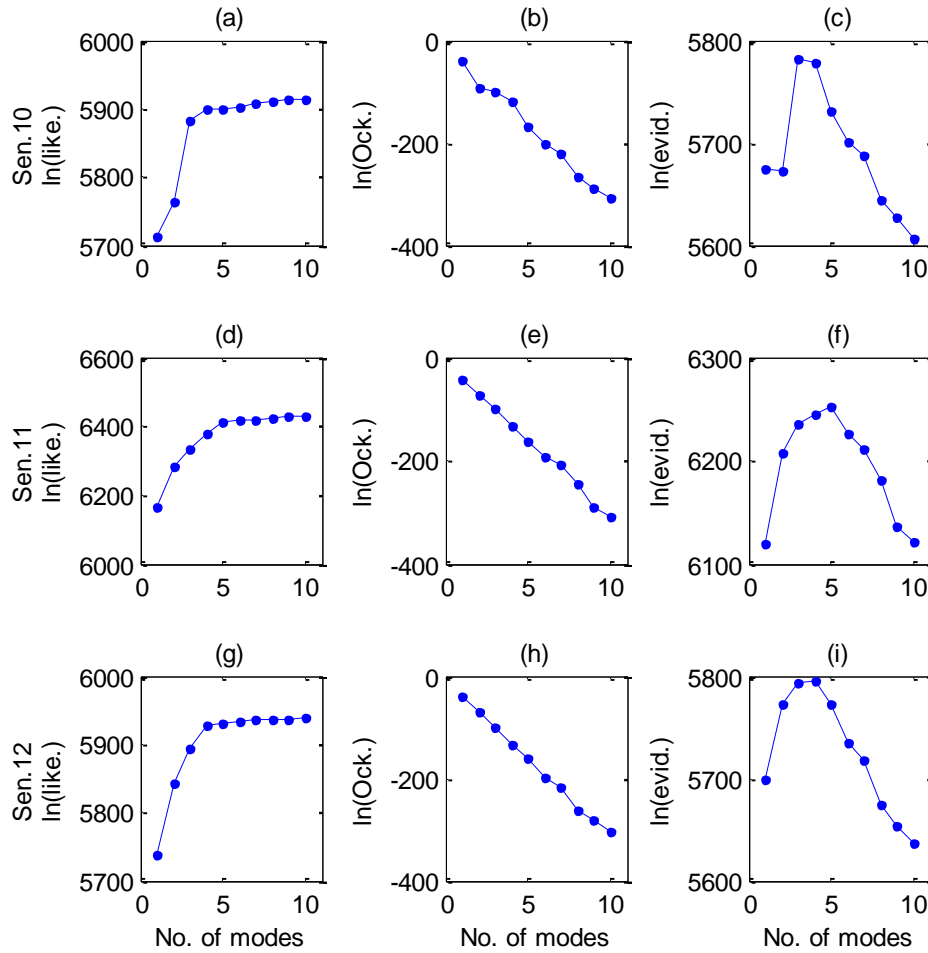 (a)
(b)
(c)
6000
5900
5800
5700
0
5
10
Sen.10
ln(like.)
0
-200
-400
0
5
10
ln(Ock.)
5800
5700
5600
0
5
10
ln(evid.)
(d)
(e)
(f)
6600
6400
6200
6000
0
5
10
Sen.11
ln(like.)
0
-200
-400
0
5
10
ln(Ock.)
6300
6200
6100
0
5
10
ln(evid.)
(g)
(h)
(i)
6000
5900
5800
5700
0
5
10
Sen.12
ln(like.)
No. of modes
0
-200
-400
0
5
10
ln(Ock.)
No. of modes
5800
5700
5600
0
5
10
ln(evid.)
No. of modes